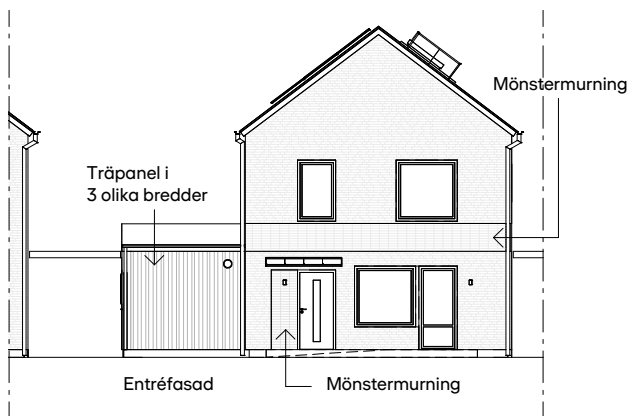 Mönstermurning
Träpanel i
3 olika bredder
Entréfasad
Mönstermurning